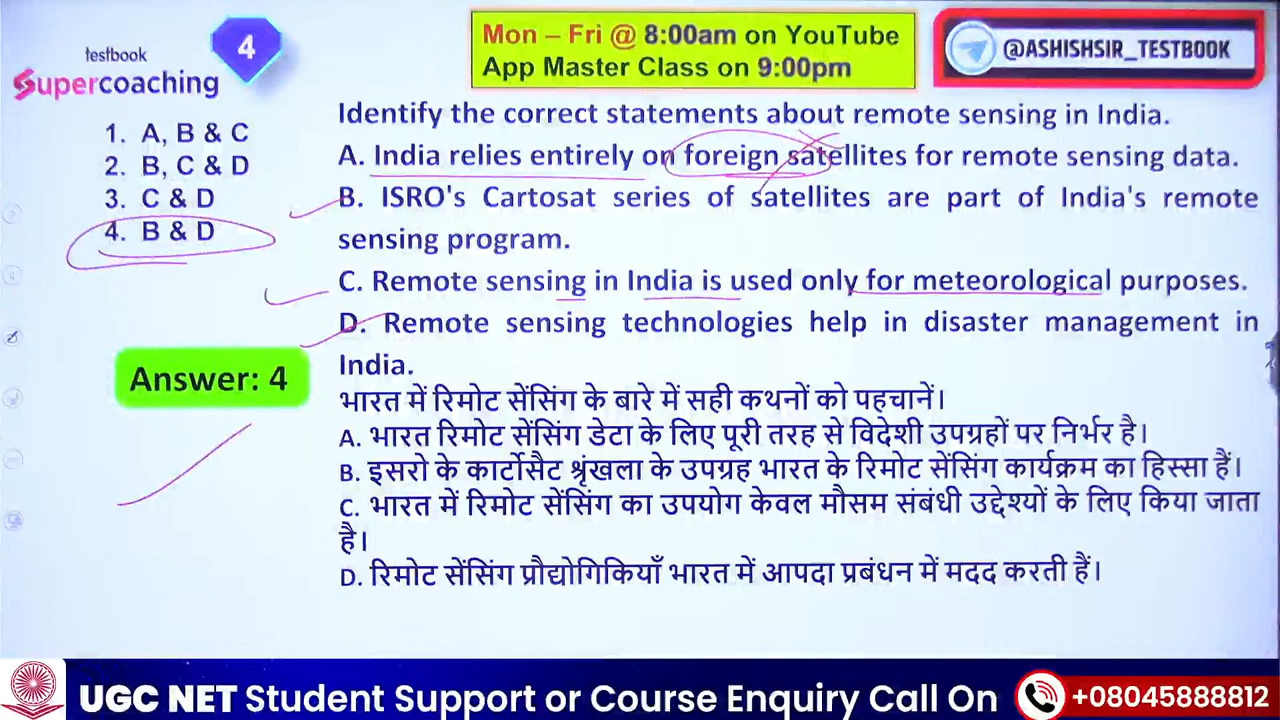 testbook
Supercoaching
4
Mon – Fri @ 8:00am on YouTube
App Master Class on 9:00pm
@ASHISHSIR_TESTBOOK
1. A, B & C
2. B, C & D
3. C & D
4. B & D
Answer: 4
Identify the correct statements about remote sensing in India.
A. India relies entirely on foreign satellites for remote sensing data.
B. ISRO's Cartosat series of satellites are part of India's remote
sensing program.
C. Remote sensing in India is used only for meteorological purposes.
D. Remote sensing technologies help in disaster management in
India.
भारत में रिमोट सेंसिंग के बारे में सही कथनों को पहचानें।
A. भारत रिमोट सेंसिंग डेटा के लिए पूरी तरह से विदेशी उपग्रहों पर निर्भर है।
B. इसरो के कार्टोसैट श्रृंखला के उपग्रह भारत के रिमोट सेंसिंग कार्यक्रम का हिस्सा हैं।
C. भारत में रिमोट सेंसिंग का उपयोग केवल मौसम संबंधी उद्देश्यों के लिए किया जाता
है।
D. रिमोट सेंसिंग प्रौद्योगिकियाँ भारत में आपदा प्रबंधन में मदद करती हैं।
UGC NET Student Support or Course Enquiry Call On +08045888812